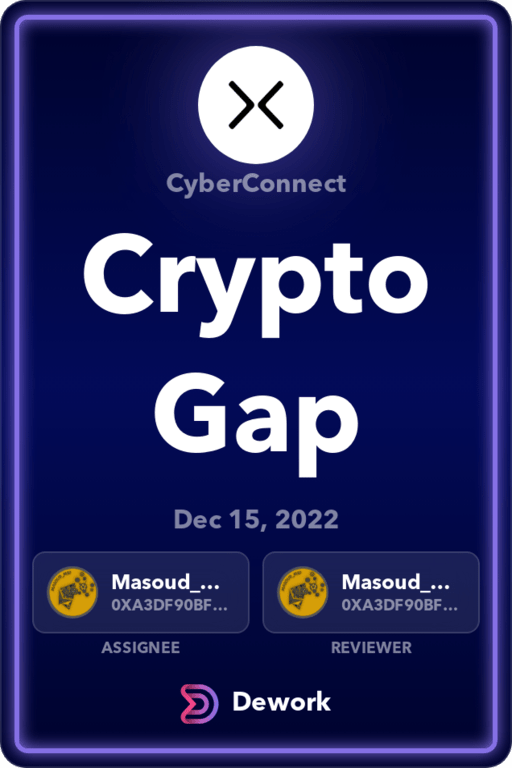 CyberConnect
Crypto
Gap
Dec 15, 2022
Masoud_...
0XA3DF90BF...
ASSIGNEE
Masoud_...
0XA3DF90BF...
REVIEWER
Dework